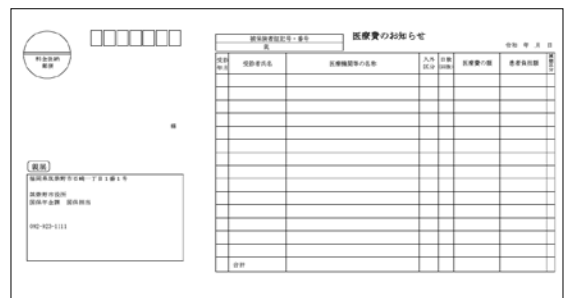 料金後納
郵便
様
親展
福岡県筑紫野市石崎一丁目1番1号
筑紫野市役所
国保年金課 国保担当
092-923-1111
被保険者証記号・番号
医療費のお知らせ
令和 年 月 日
受診年月
受診者氏名
医療機関等の名称
入外区分
日数(回数)
医療費の額
患者負担額
合計